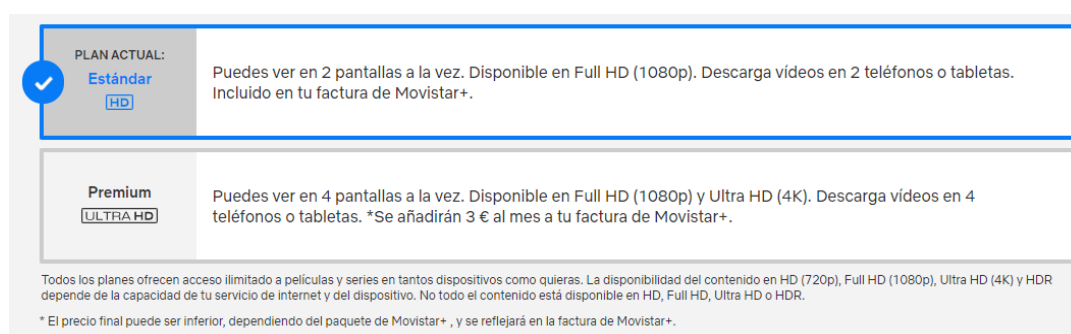 PLAN ACTUAL:
Estándar
HD
Puedes ver en 2 pantallas a la vez. Disponible en Full HD (1080p). Descarga vídeos en 2 teléfonos o tabletas.
Incluido en tu factura de Movistar+.
Premium
ULTRA HD
Puedes ver en 4 pantallas a la vez. Disponible en Full HD (1080p) y Ultra HD (4K). Descarga vídeos en 4
teléfonos o tabletas. *Se añadirán 3 € al mes a tu factura de Movistar+.
Todos los planes ofrecen acceso ilimitado a películas y series en tantos dispositivos como quieras. La disponibilidad del contenido en HD (720p), Full HD (1080p), Ultra HD (4K) y HDR
depende de la capacidad de tu servicio de internet y del dispositivo. No todo el contenido está disponible en HD, Full HD, Ultra HD o HDR.
* El precio final puede ser inferior, dependiendo del paquete de Movistar+ , y se reflejará en la factura de Movistar+.